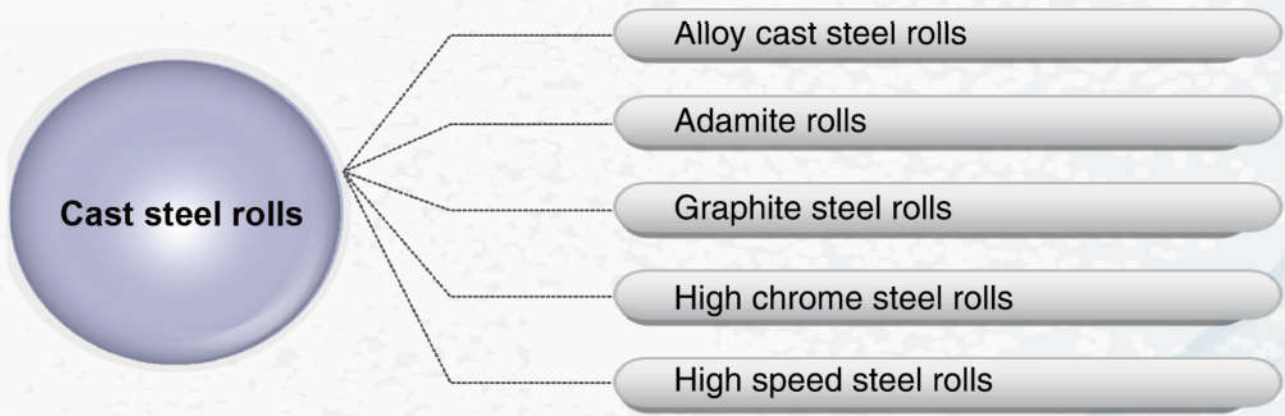 Cast steel rolls
Alloy cast steel rolls
Adamite rolls
Graphite steel rolls
High chrome steel rolls
High speed steel rolls